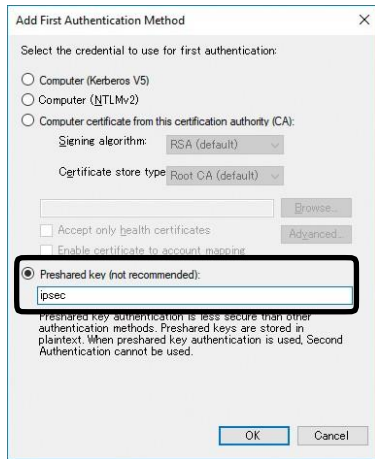 Add First Authentication Method
Select the credential to use for first authentication:
Computer (Kerberos V5)
Computer (NTLMv2)
Computer certificate from this certification authority (CA):
Signing algorithm:
RSA (default)
Certificate store type
Root CA (default)
Browse...
Accept only health certificates
Advanced...
Enable certificate to account mapping
Preshared key (not recommended):
ipsec
Preshared key authentication is less secure than other
authentication methods. Preshared keys are stored in
plaintext. When preshared key authentication is used, Second
Authentication cannot be used.
OK
Cancel